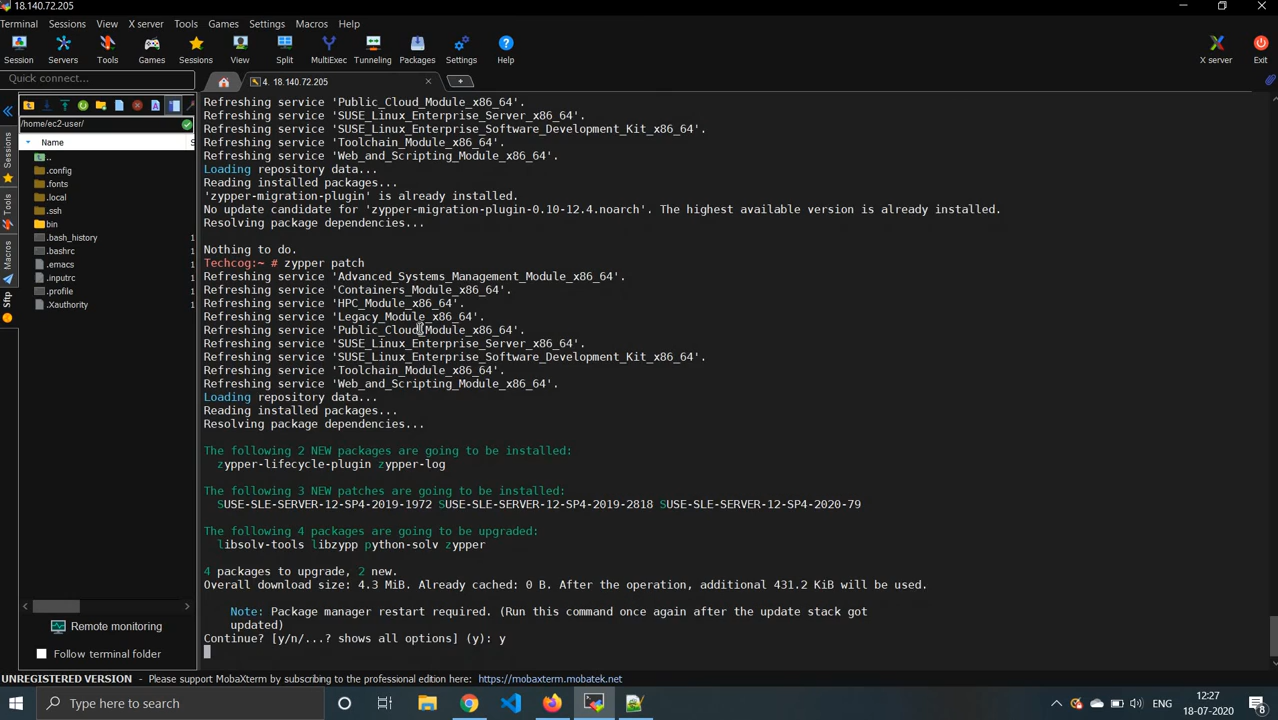 18.140.72.205
Terminal Sessions View X server Tools Games Settings Macros Help
Session Servers Tools Games Sessions View Split MultiExec Tunneling Packages Settings Help X server Exit
Quick connect...
4. 18.140.72.205
/home/ec2-user/
Name
..
.config
.fonts
.local
.ssh
bin
.bash_history
.bashrc
.emacs
.inputrc
.profile
.Xauthority
Sessions
Tools
Macros
Sftp
Refreshing service 'Public_Cloud_Module_x86_64'.
Refreshing service 'SUSE_Linux_Enterprise_Server_x86_64'.
Refreshing service 'SUSE_Linux_Enterprise_Software_Development_Kit_x86_64'.
Refreshing service 'Toolchain_Module_x86_64'.
Refreshing service 'Web_and_Scripting_Module_x86_64'.
Loading repository data...
Reading installed packages...
'zypper-migration-plugin' is already installed.
No update candidate for 'zypper-migration-plugin-0.10-12.4.noarch'. The highest available version is already installed.
Resolving package dependencies...
Nothing to do.
Techcog:~ # zypper patch
Refreshing service 'Advanced_Systems_Management_Module_x86_64'.
Refreshing service 'Containers_Module_x86_64'.
Refreshing service 'HPC_Module_x86_64'.
Refreshing service 'Legacy_Module_x86_64'.
Refreshing service 'Public_Cloud_Module_x86_64'.
Refreshing service 'SUSE_Linux_Enterprise_Server_x86_64'.
Refreshing service 'SUSE_Linux_Enterprise_Software_Development_Kit_x86_64'.
Refreshing service 'Toolchain_Module_x86_64'.
Refreshing service 'Web_and_Scripting_Module_x86_64'.
Loading repository data...
Reading installed packages...
Resolving package dependencies...
The following 2 NEW packages are going to be installed:
zypper-lifecycle-plugin zypper-log
The following 3 NEW patches are going to be installed:
SUSE-SLE-SERVER-12-SP4-2019-1972 SUSE-SLE-SERVER-12-SP4-2019-2818 SUSE-SLE-SERVER-12-SP4-2020-79
The following 4 packages are going to be upgraded:
libsolv-tools libzypp python-solv zypper
4 packages to upgrade, 2 new.
Overall download size: 4.3 MiB. Already cached: 0 B. After the operation, additional 431.2 KiB will be used.
Note: Package manager restart required. (Run this command once again after the update stack got
updated)
Continue? [y/n/...? shows all options] (y): y
Remote monitoring
Follow terminal folder
UNREGISTERED VERSION - Please support MobaXterm by subscribing to the professional edition here: https://mobaxterm.mobatek.net
Type here to search
ENG
12:27
18-07-2020
8